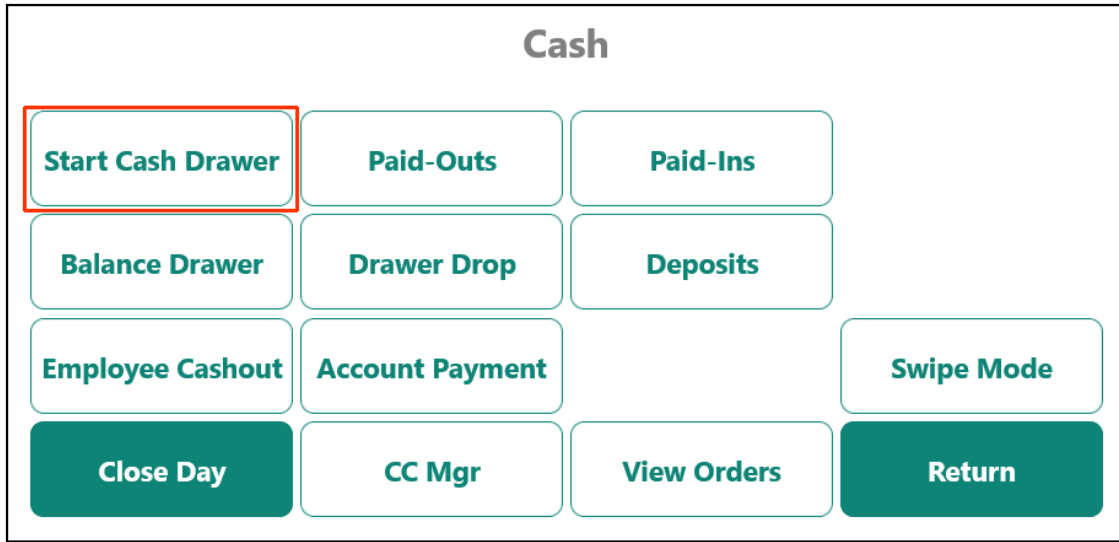 Cash
Start Cash Drawer
Paid-Outs
Paid-Ins
Balance Drawer
Drawer Drop
Deposits
Employee Cashout
Account Payment
Swipe Mode
Close Day
CC Mgr
View Orders
Return